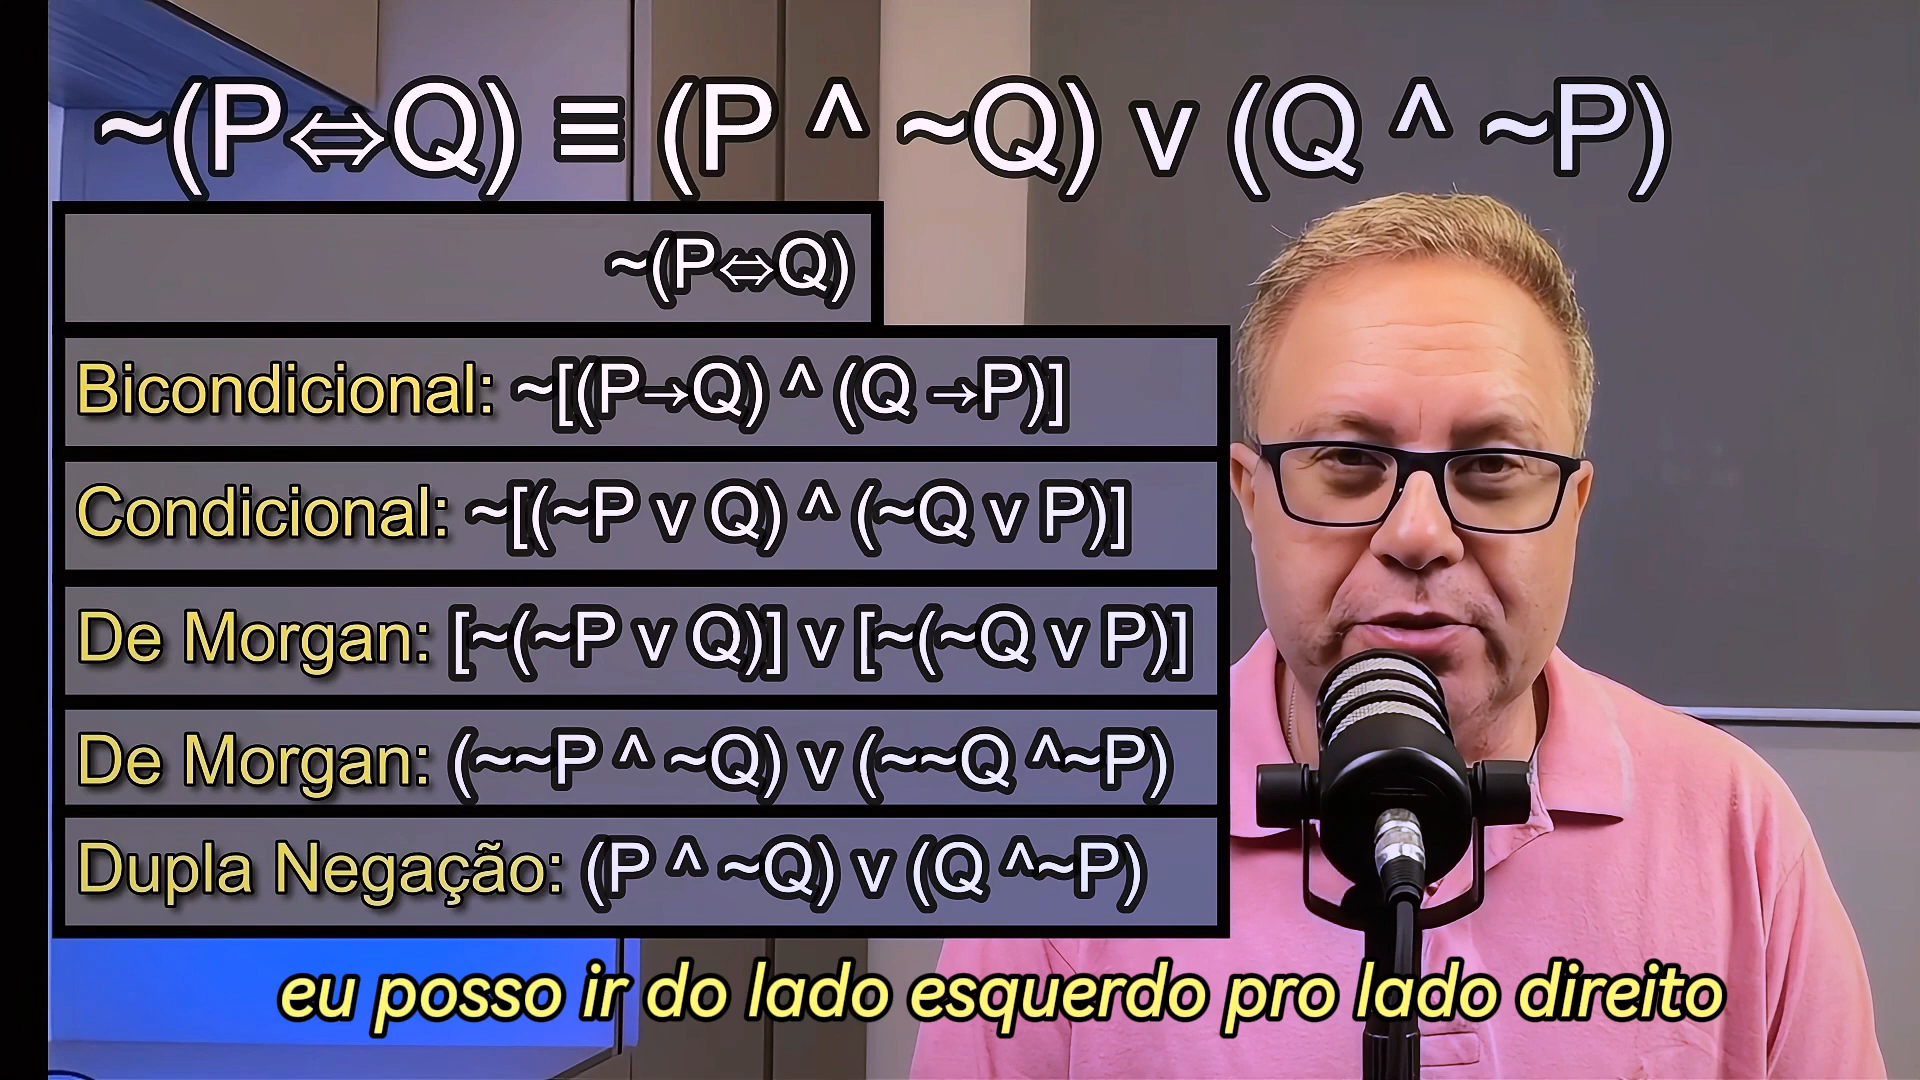 ~(P⇔Q) ≡ (P ^ ~Q) v (Q ^ ~P)
~(P⇔Q)
Bicondicional: ~[(P→Q) ^ (Q →P)]
Condicional: ~[(~P v Q) ^ (~Q v P)]
De Morgan: [~(~P v Q)] v [~(~Q v P)]
De Morgan: (~~P ^ ~Q) v (~~Q ^~P)
Dupla Negação: (P ^ ~Q) v (Q ^~P)
eu posso ir do lado esquerdo pro lado direito